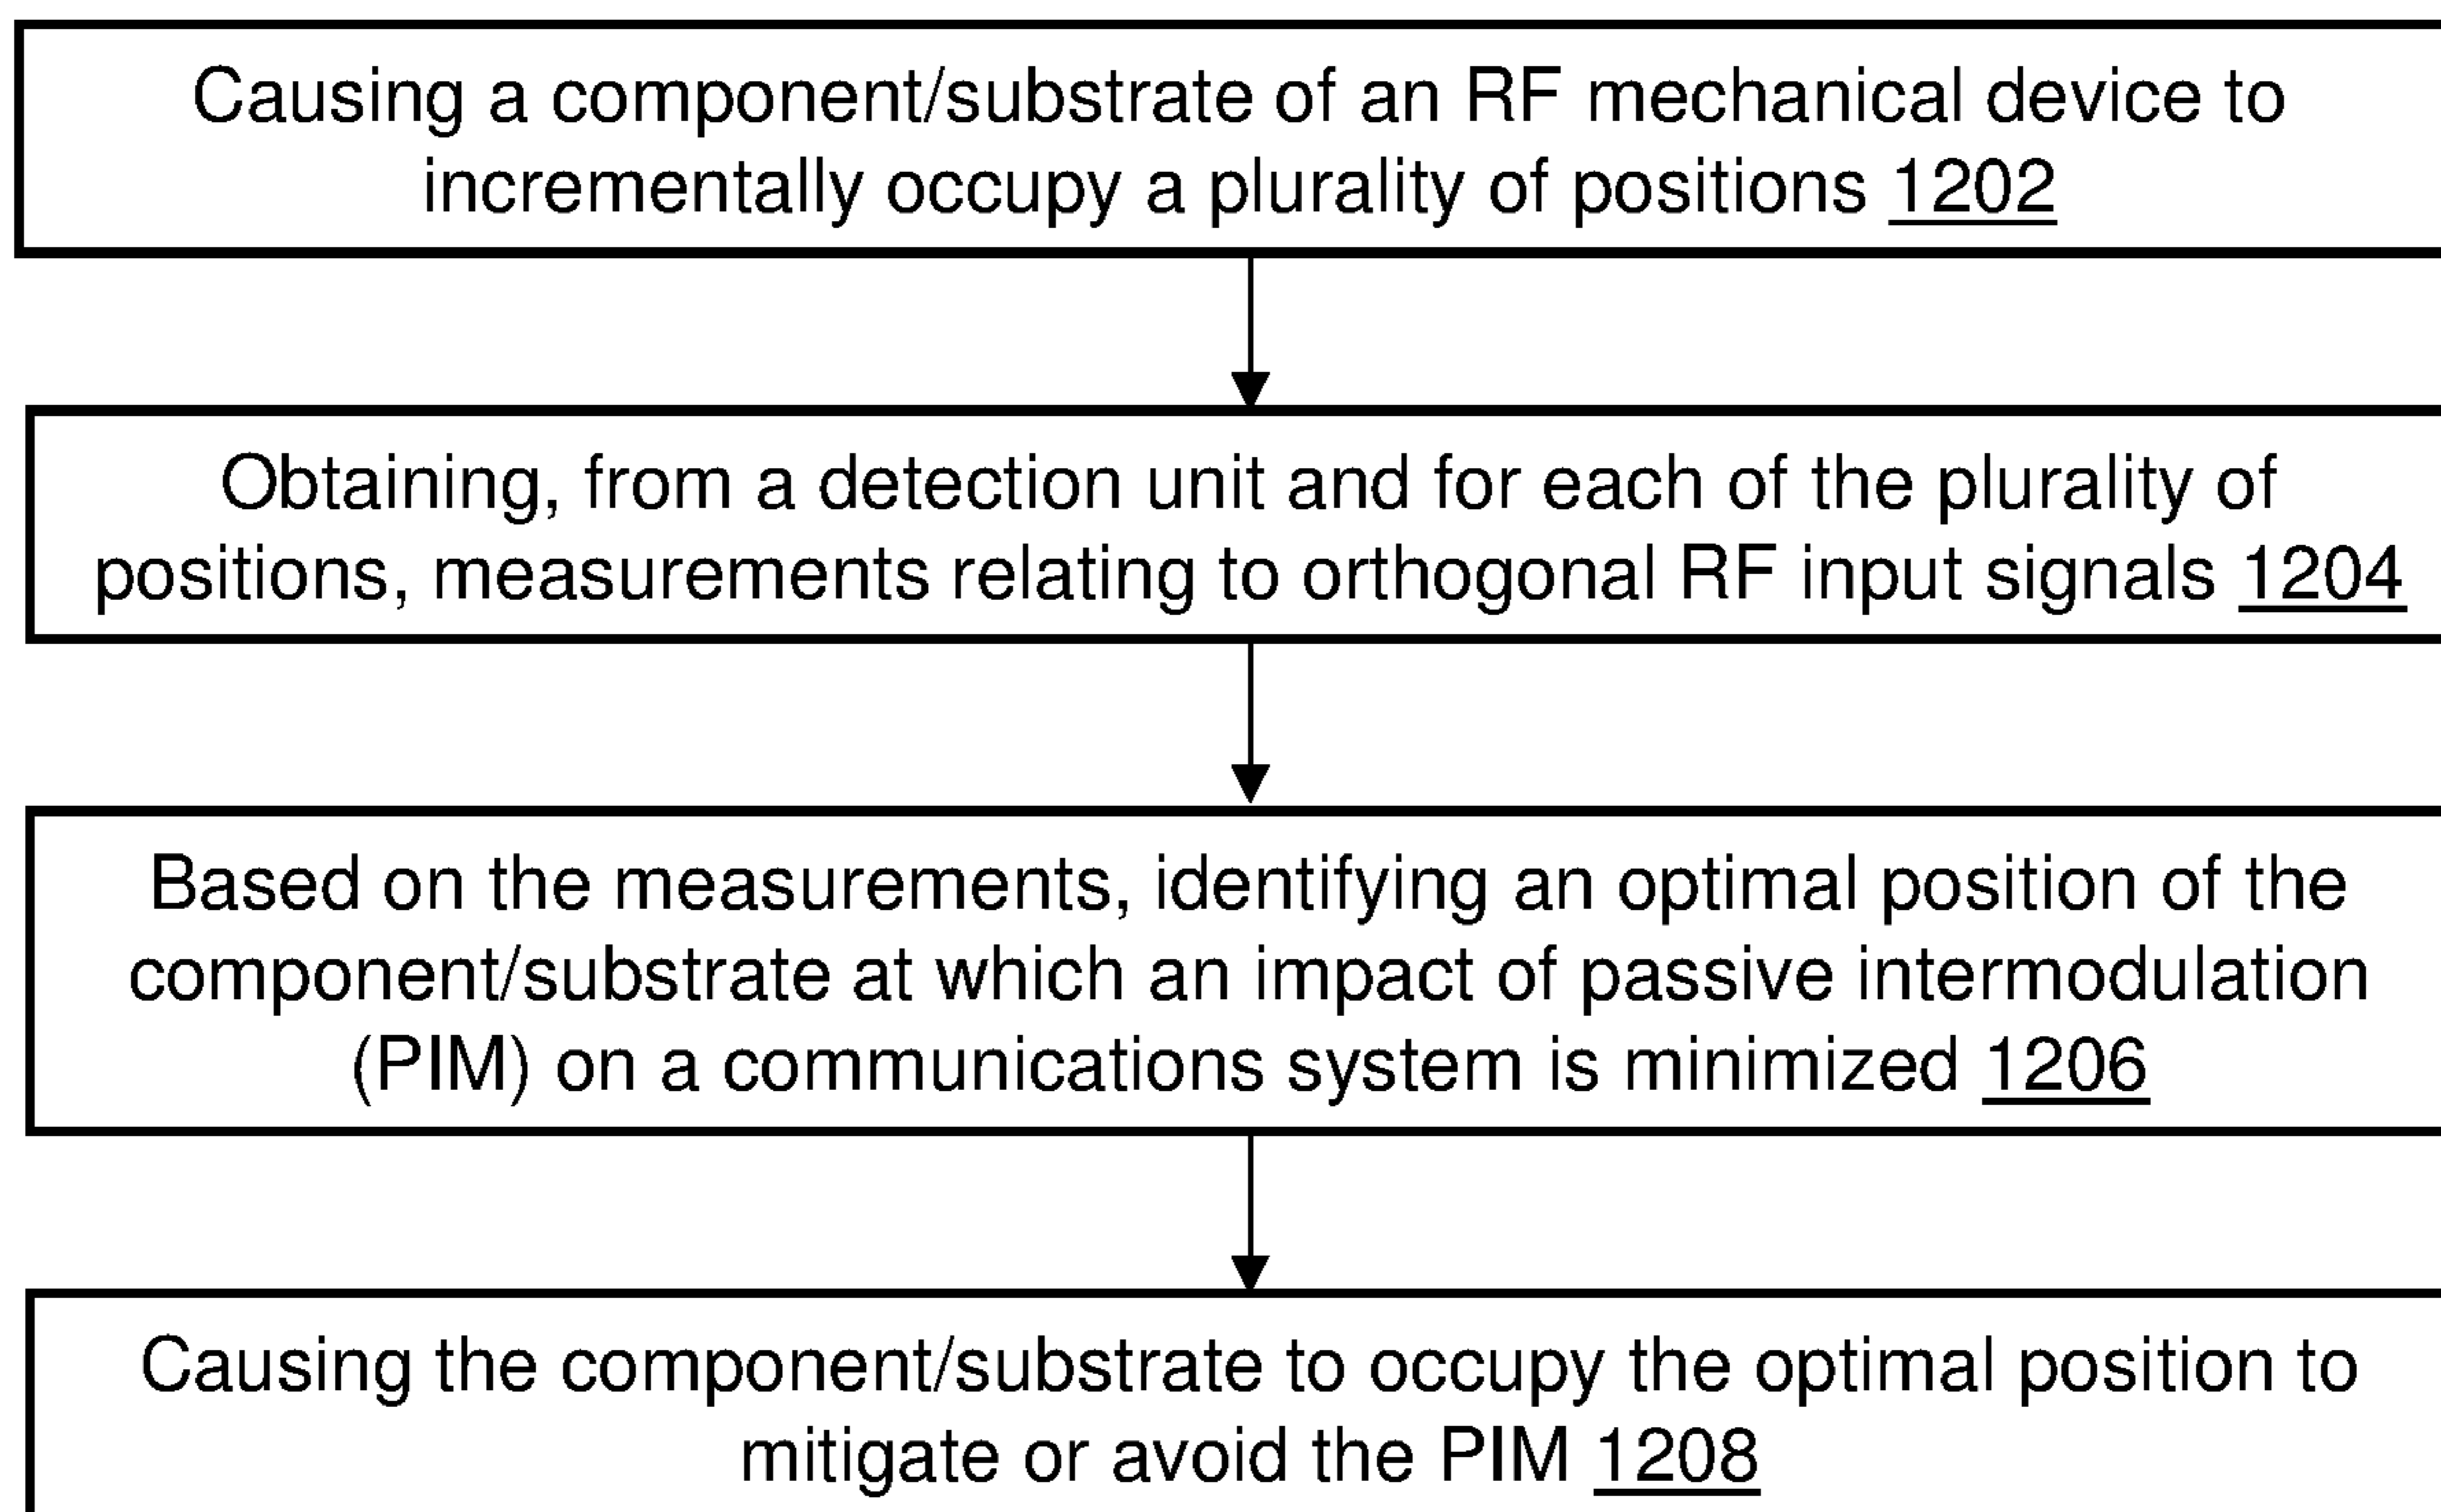 Causing a component/substrate of an RF mechanical device to
incrementally occupy a plurality of positions 1202
Obtaining, from a detection unit and for each of the plurality of
positions, measurements relating to orthogonal RF input signals 1204
Based on the measurements, identifying an optimal position of the
component/substrate at which an impact of passive intermodulation
(PIM) on a communications system is minimized 1206
Causing the component/substrate to occupy the optimal position to
mitigate or avoid the PIM 1208